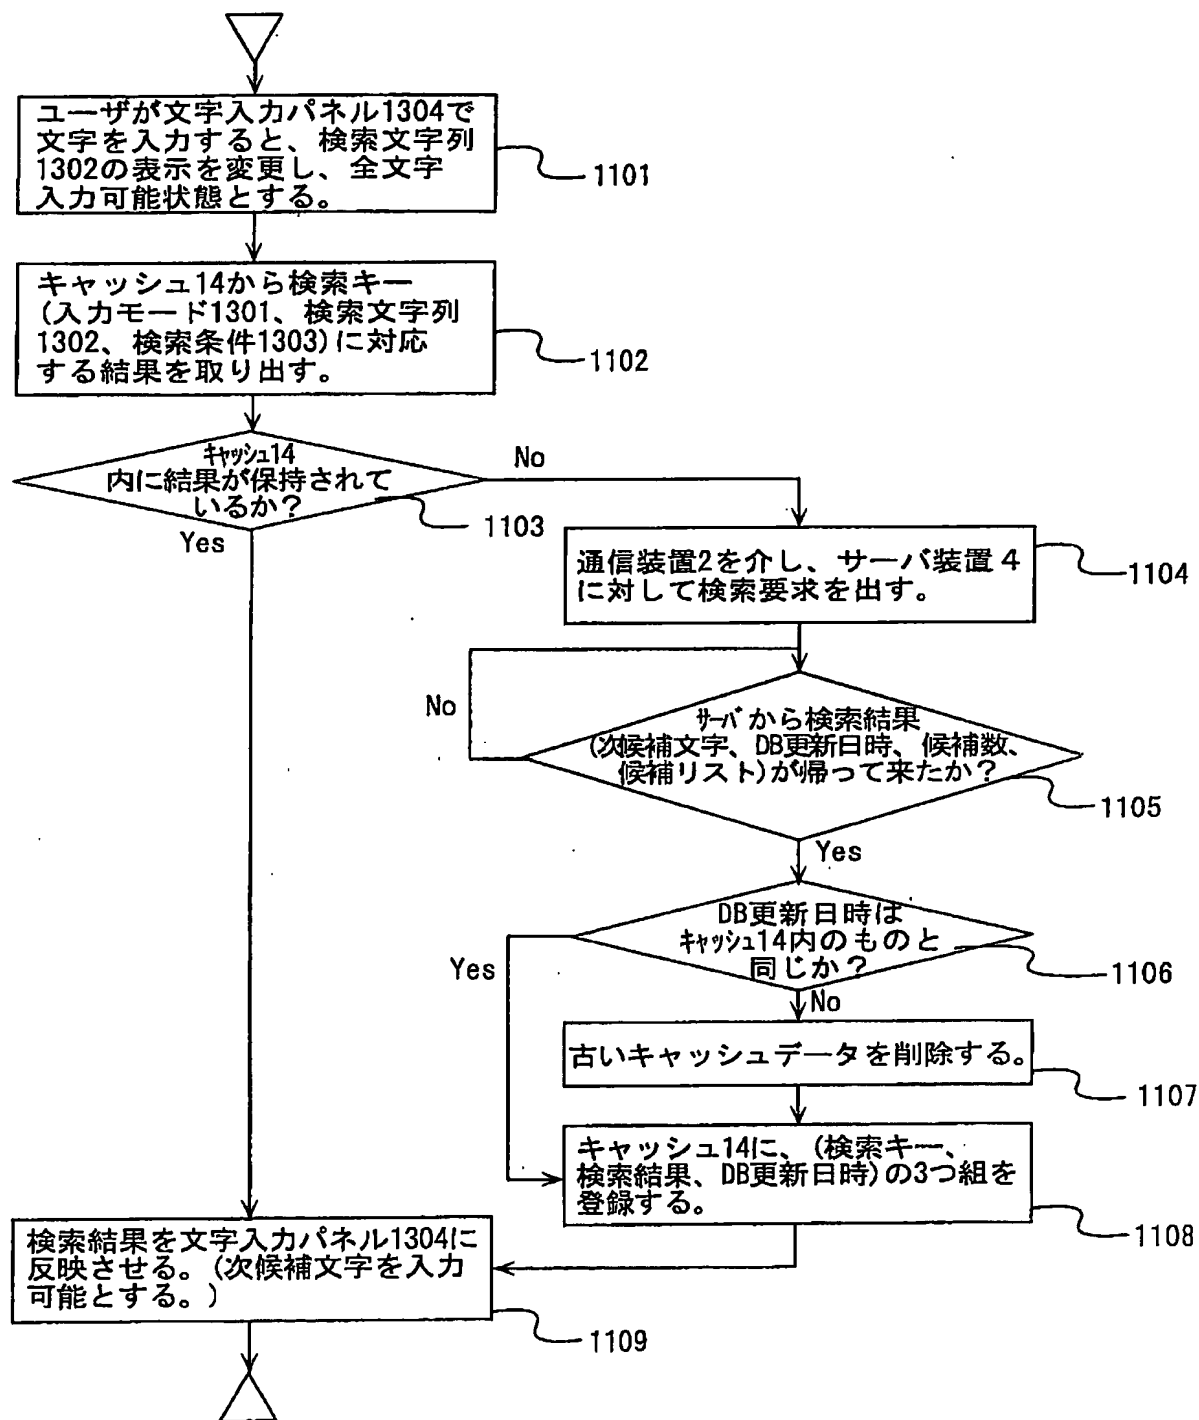 ユーザが文字入力パネル1304で
文字を入力すると、検索文字列
1302の表示を変更し、全文字
入力可能状態とする。
1101
キャッシュ14から検索キー
(入力モード1301、検索文字列
1302、検索条件1303)に対応
する結果を取り出す。
1102
ｷｬｯｼｭ14
内に結果が保持されて
いるか？
1103
No
Yes
通信装置2を介し、サーバ装置４
に対して検索要求を出す。
1104
No
ｻｰﾊﾞから検索結果
(次候補文字、DB更新日時、候補数、
候補リスト)が帰って来たか？
1105
Yes
DB更新日時は
ｷｬｯｼｭ14内のものと
同じか？
1106
Yes
No
古いキャッシュデータを削除する。
1107
キャッシュ14に、(検索キー、
検索結果、DB更新日時)の3つ組を
登録する。
1108
検索結果を文字入力パネル1304に
反映させる。(次候補文字を入力
可能とする。)
1109